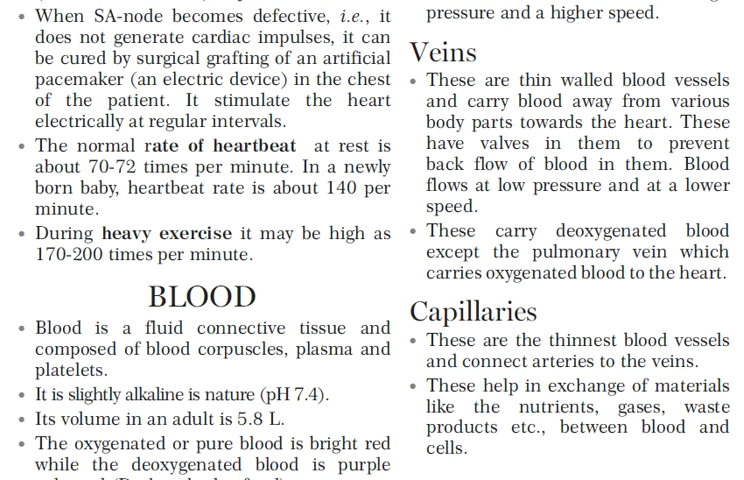 • When SA-node becomes defective, i.e., it
does not generate cardiac impulses, it can
be cured by surgical grafting of an artificial
pacemaker (an electric device) in the chest
of the patient. It stimulate the heart
electrically at regular intervals.
• The normal rate of heartbeat at rest is
about 70-72 times per minute. In a newly
born baby, heartbeat rate is about 140 per
minute.
• During heavy exercise it may be high as
170-200 times per minute.
BLOOD
• Blood is a fluid connective tissue and
composed of blood corpuscles, plasma and
platelets.
• It is slightly alkaline is nature (pH 7.4).
• Its volume in an adult is 5.8 L.
• The oxygenated or pure blood is bright red
while the deoxygenated blood is purple
pressure and a higher speed.
Veins
• These are thin walled blood vessels
and carry blood away from various
body parts towards the heart. These
have valves in them to prevent
back flow of blood in them. Blood
flows at low pressure and at a lower
speed.
• These carry deoxygenated blood
except the pulmonary vein which
carries oxygenated blood to the heart.
Capillaries
• These are the thinnest blood vessels
and connect arteries to the veins.
• These help in exchange of materials
like the nutrients, gases, waste
products etc., between blood and
cells.